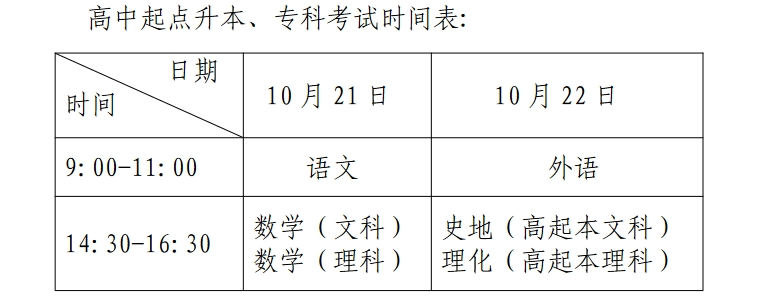 高中起点升本、专科考试时间表:
日期
时间
10月21日
10月22日
9:00-11:00
语文
外语
14:30-16:30
数学(文科)
数学(理科)
史地(高起本文科)
理化(高起本理科)